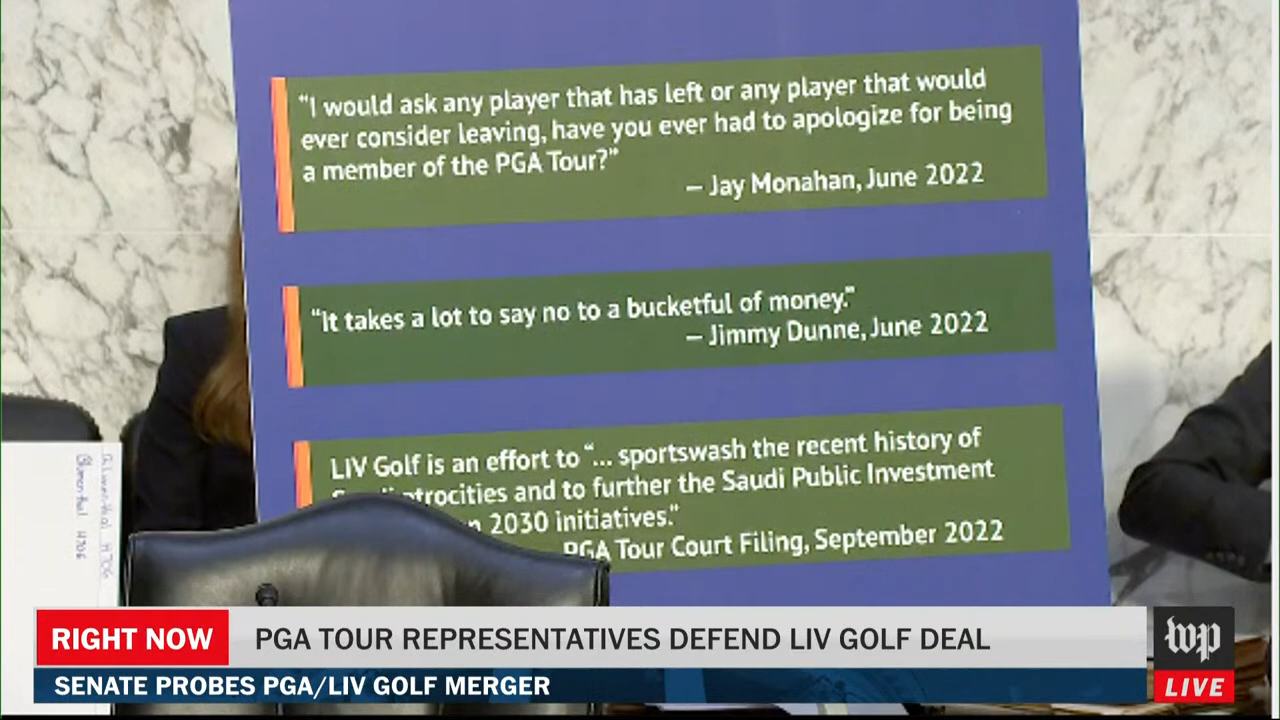 “I would ask any player that has left or any player that would
ever consider leaving, have you ever had to apologize for being
a member of the PGA Tour?”
– Jay Monahan, June 2022
“It takes a lot to say no to a bucketful of money.”
– Jimmy Dunne, June 2022
LIV Golf is an effort to “... sportswash the recent history of
atrocities and to further the Saudi Public Investment
2030 initiatives.”
PGA Tour Court Filing, September 2022
RIGHT NOW
PGA TOUR REPRESENTATIVES DEFEND LIV GOLF DEAL
wp
SENATE PROBES PGA/LIV GOLF MERGER
LIVE